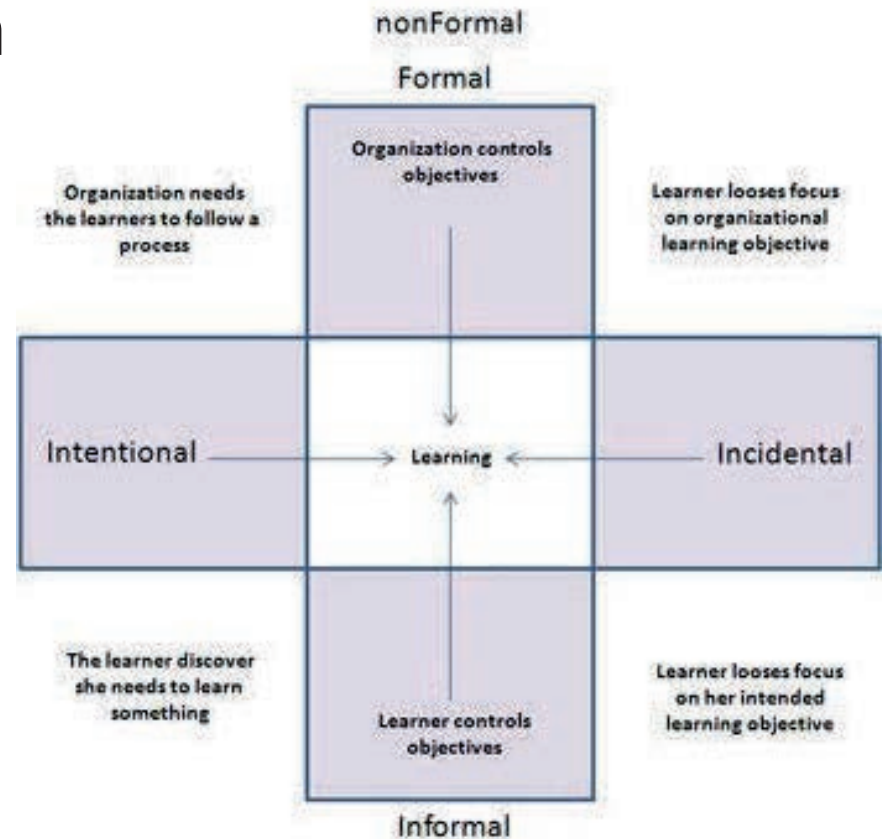 nonFormal
Formal
Organization controls
objectives
Organization needs
the learners to follow a
process
Learner looses focus
on organizational
learning objective
Intentional
Learning
Incidental
The learner discover
she needs to learn
something
Learner controls
objectives
Learner looses focus
on her intended
learning objective
Informal